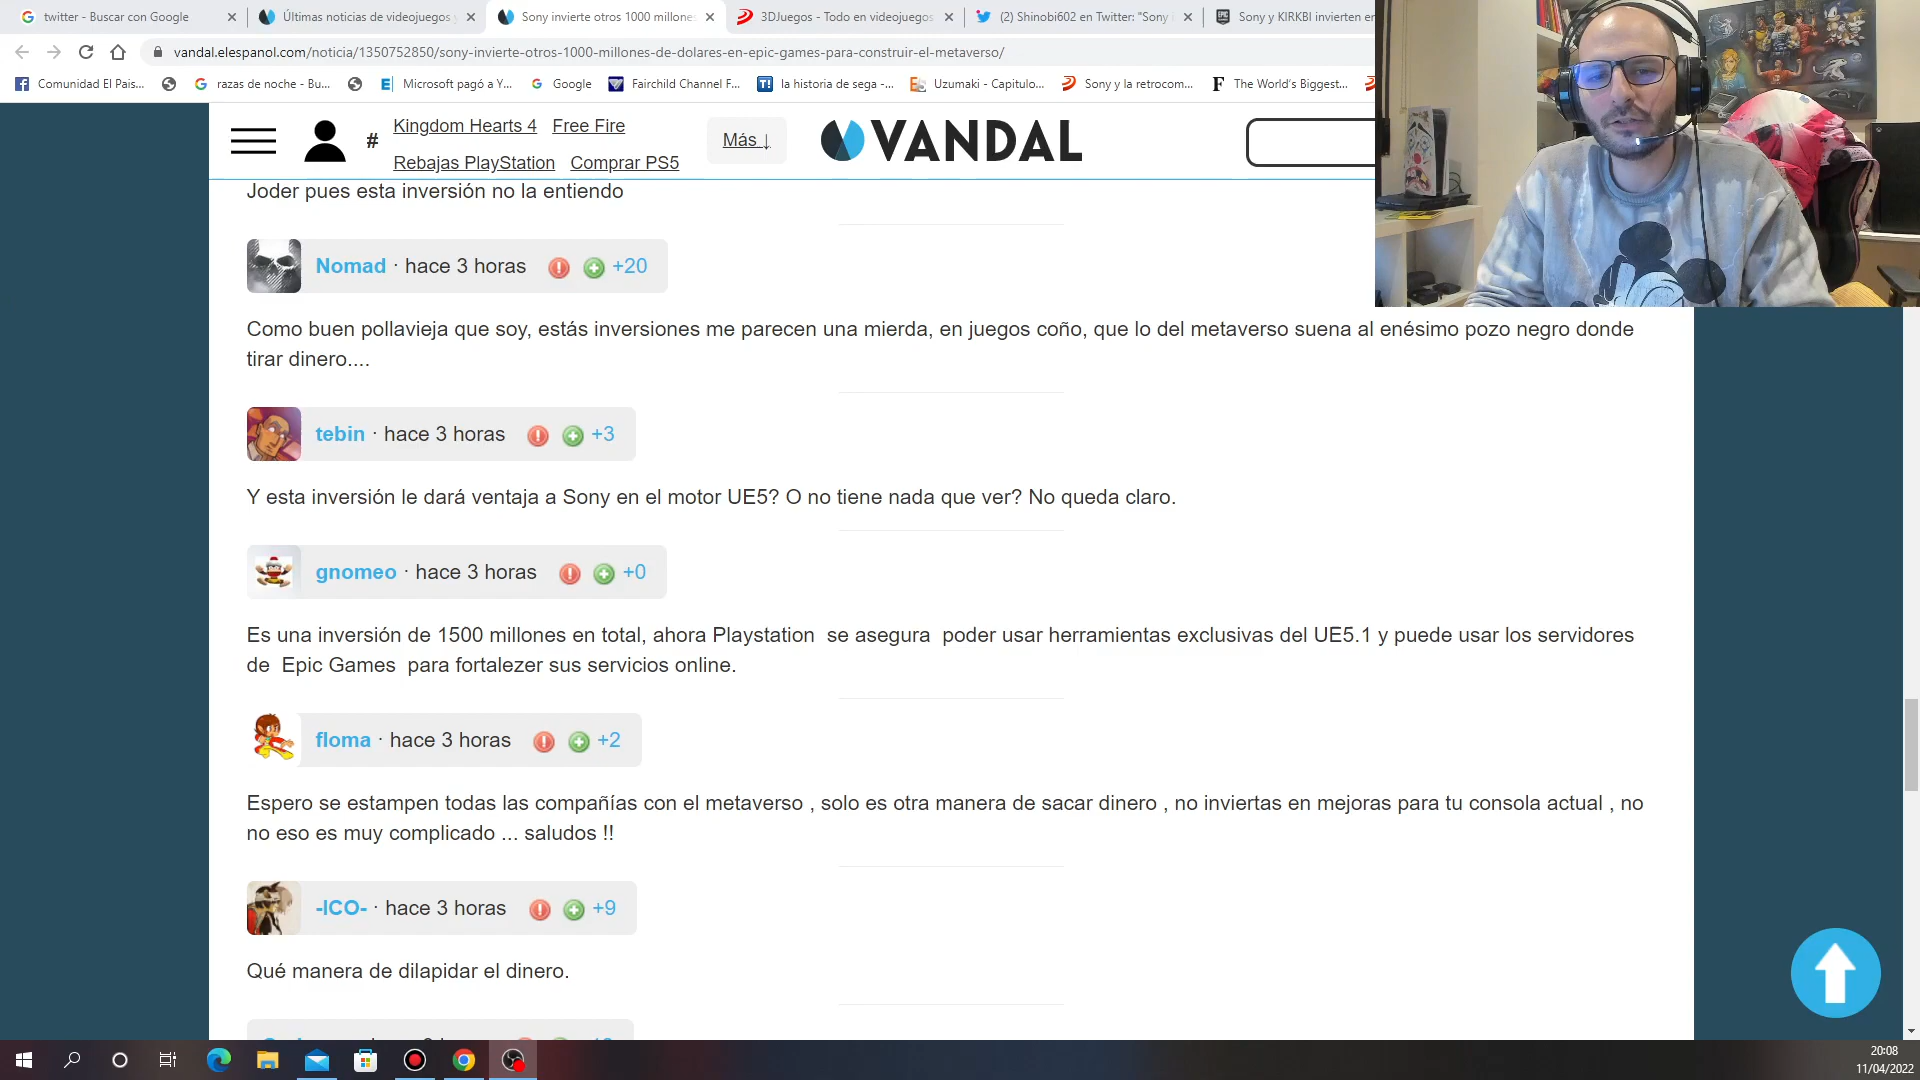 twitter - Buscar con Google
Últimas noticias de videojuegos
Sony invierte otros 1000 millones
3DJuegos - Todo en videojuegos
(2) Shinobi602 en Twitter: "Sony
Sony y KIRKBI invierten en
vandal.elespanol.com/noticia/1350752850/sony-invierte-otros-1000-millones-de-dolares-en-epic-games-para-construir-el-metaverso/
Comunidad El Pais...
razas de noche - Bu...
Microsoft pagó a Y...
Google
Fairchild Channel F...
la historia de sega -...
Uzumaki - Capitulo...
Sony y la retrocom...
The World's Biggest...
# Kingdom Hearts 4 Free Fire
Rebajas PlayStation Comprar PS5
Más ↓
VANDAL
Joder pues esta inversión no la entiendo
Nomad · hace 3 horas +20
Como buen pollavieja que soy, estás inversiones me parecen una mierda, en juegos coño, que lo del metaverso suena al enésimo pozo negro donde
tirar dinero....
tebin · hace 3 horas +3
Y esta inversión le dará ventaja a Sony en el motor UE5? O no tiene nada que ver? No queda claro.
gnomeo · hace 3 horas +0
Es una inversión de 1500 millones en total, ahora Playstation se asegura poder usar herramientas exclusivas del UE5.1 y puede usar los servidores
de Epic Games para fortalezer sus servicios online.
floma · hace 3 horas +2
Espero se estampen todas las compañías con el metaverso , solo es otra manera de sacar dinero , no inviertas en mejoras para tu consola actual , no
no eso es muy complicado ... saludos !!
-ICO- · hace 3 horas +9
Qué manera de dilapidar el dinero.
20:08
11/04/2022